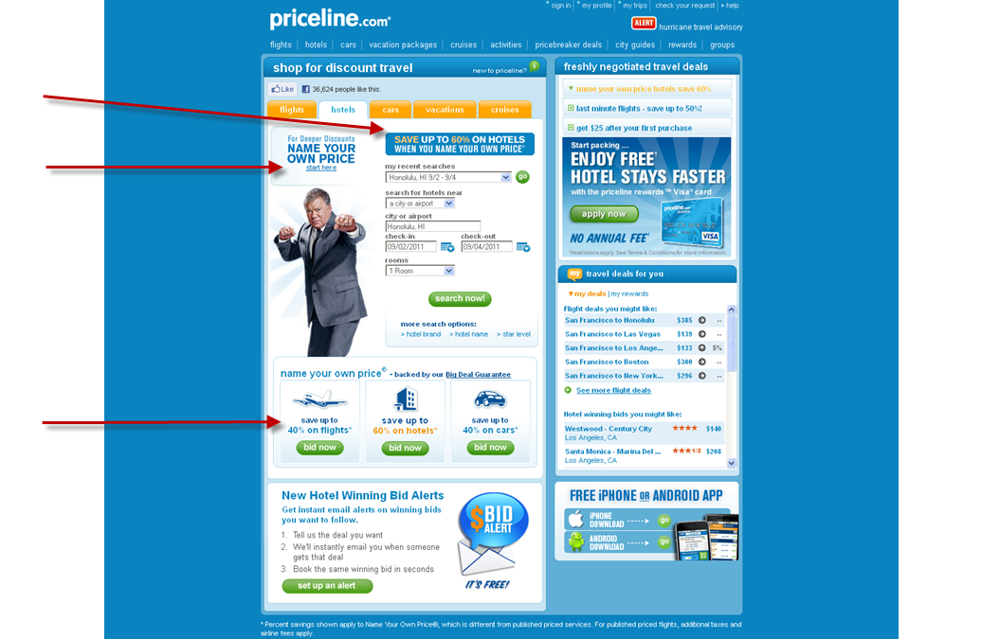 priceline.com®
* sign in | * my profile | * my trips | check your request | + help
ALERT hurricane travel advisory
flights | hotels | cars | vacation packages | cruises | activities | pricebreaker deals | city guides | rewards | groups
shop for discount travel
new to priceline? i
Like 36,624 people like this.
flights hotels cars vacations cruises
For Deeper Discounts
NAME YOUR
OWN PRICE
start here
SAVE UP TO 60% ON HOTELS
WHEN YOU NAME YOUR OWN PRICE*
my recent searches
Honolulu, HI 9/2 - 9/4 go
search for hotels near
a city or airport
city or airport
Honolulu, HI
check-in check-out
09/02/2011 09/04/2011
rooms
1 Room
search now!
more search options:
> hotel brand > hotel name > star level
name your own price® - backed by our Big Deal Guarantee
save up to
40% on flights*
bid now
save up to
60% on hotels*
bid now
save up to
40% on cars*
bid now
New Hotel Winning Bid Alerts
Get instant email alerts on winning bids
you want to follow.
1. Tell us the deal you want
2. We'll instantly email you when someone
gets that deal
3. Book the same winning bid in seconds
set up an alert
$BID
ALERT
IT'S FREE!
freshly negotiated travel deals
name your own price hotels save 60%
last minute flights - save up to 50%!
get $25 after your first purchase
Start packing ...
ENJOY FREE†
HOTEL STAYS FASTER
with the priceline rewards™ Visa® card
apply now
priceline.com
VISA
NO ANNUAL FEE†
†Restrictions apply. See Terms & Conditions for more information.
my travel deals for you
my deals | my rewards
Flight deals you might like:
San Francisco to Honolulu $385 --
San Francisco to Las Vegas $139 --
San Francisco to Los Ange... $133 5%
San Francisco to Boston $300 --
San Francisco to New York... $296 --
See more flight deals
Hotel winning bids you might like:
Westwood - Century City ★★★★ $140
Los Angeles, CA
Santa Monica - Marina Del ... ★★★1/2 $208
Los Angeles, CA
FREE iPHONE OR ANDROID APP
iPHONE
DOWNLOAD go
ANDROID
DOWNLOAD go
* Percent savings shown apply to Name Your Own Price®, which is different from published priced services. For published priced flights, additional taxes and
airline fees apply.